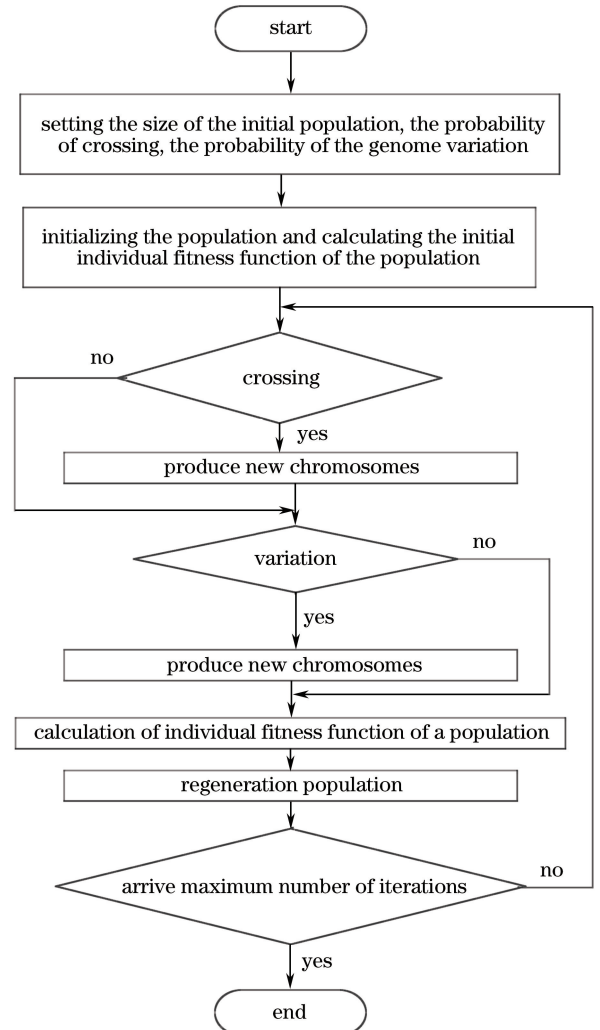 start
setting the size of the initial population, the probability
of crossing, the probability of the genome variation
initializing the population and calculating the initial
individual fitness function of the population
no
crossing
yes
produce new chromosomes
no
variation
yes
produce new chromosomes
calculation of individual fitness function of a population
regeneration population
no
arrive maximum number of iterations
yes
end